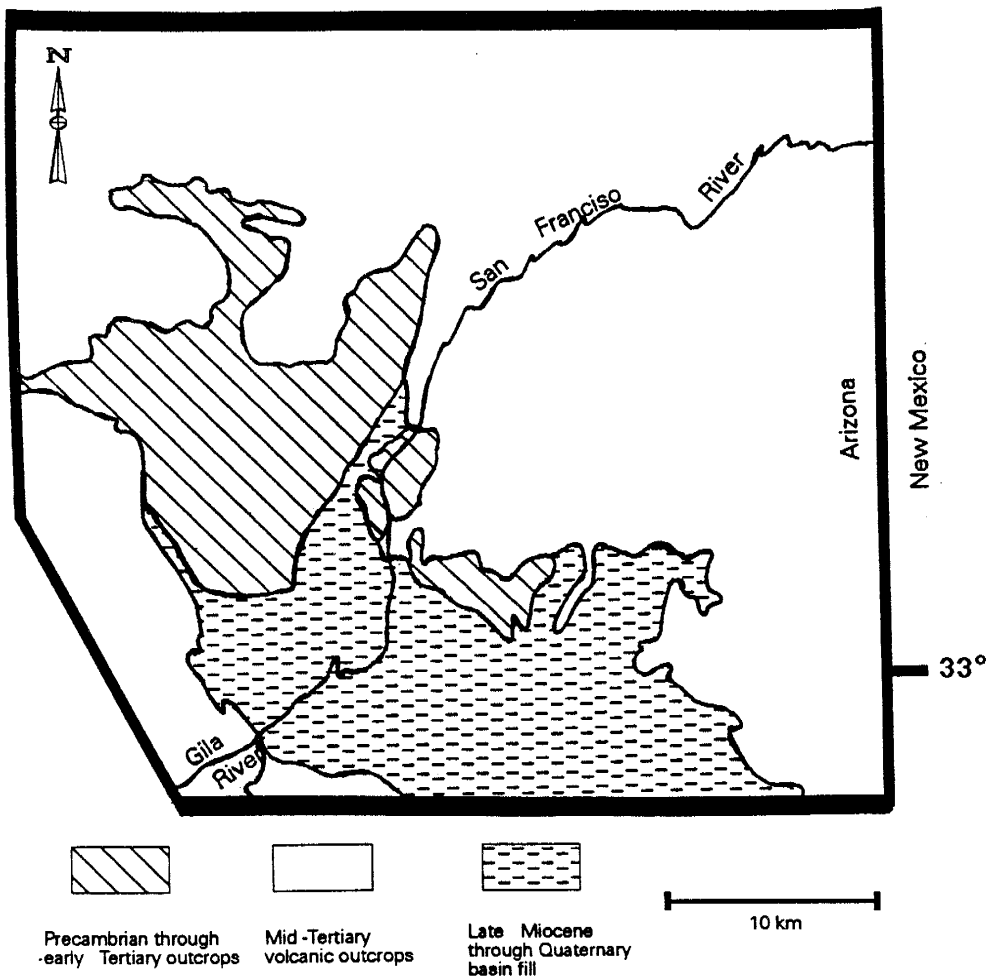 N
San Franciso River
Arizona
New Mexico
33°
Gila
River
Precambrian through
-early Tertiary outcrops
Mid-Tertiary
volcanic outcrops
Late Miocene
through Quaternary
basin fill
10 km